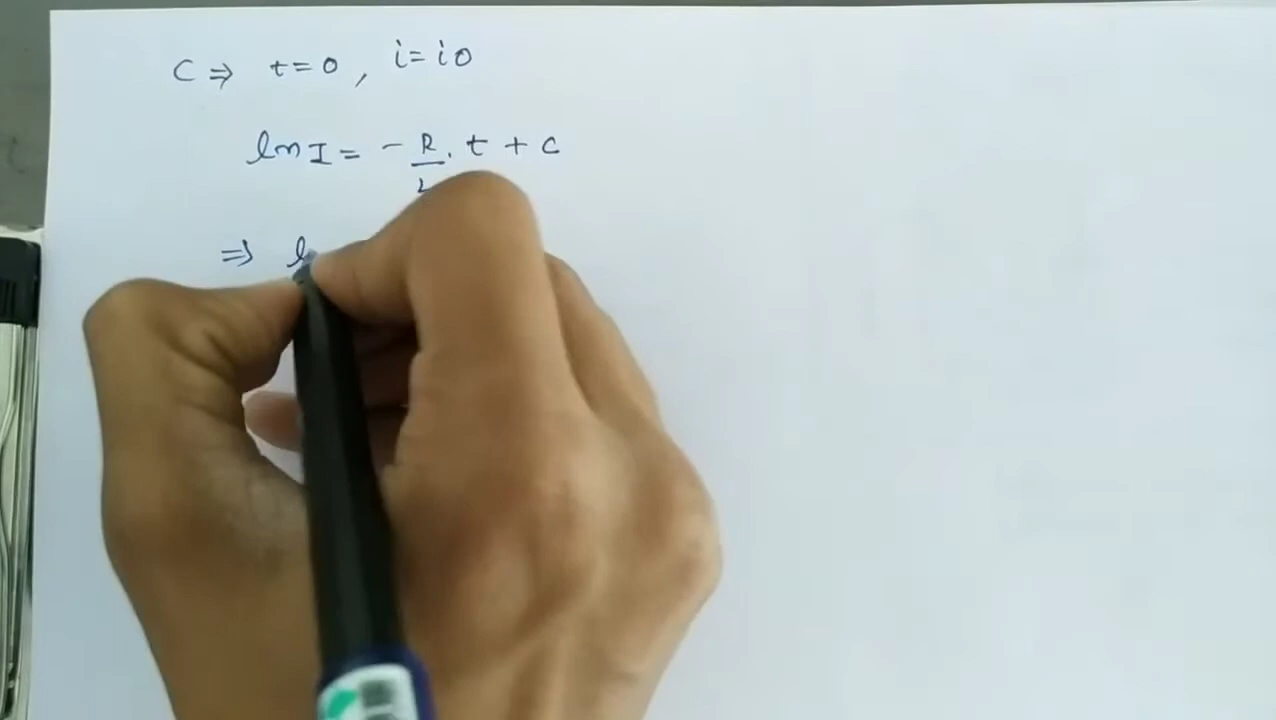 C ⇒ t=0, i=i0
ln I = - R/L . t + C
⇒ l